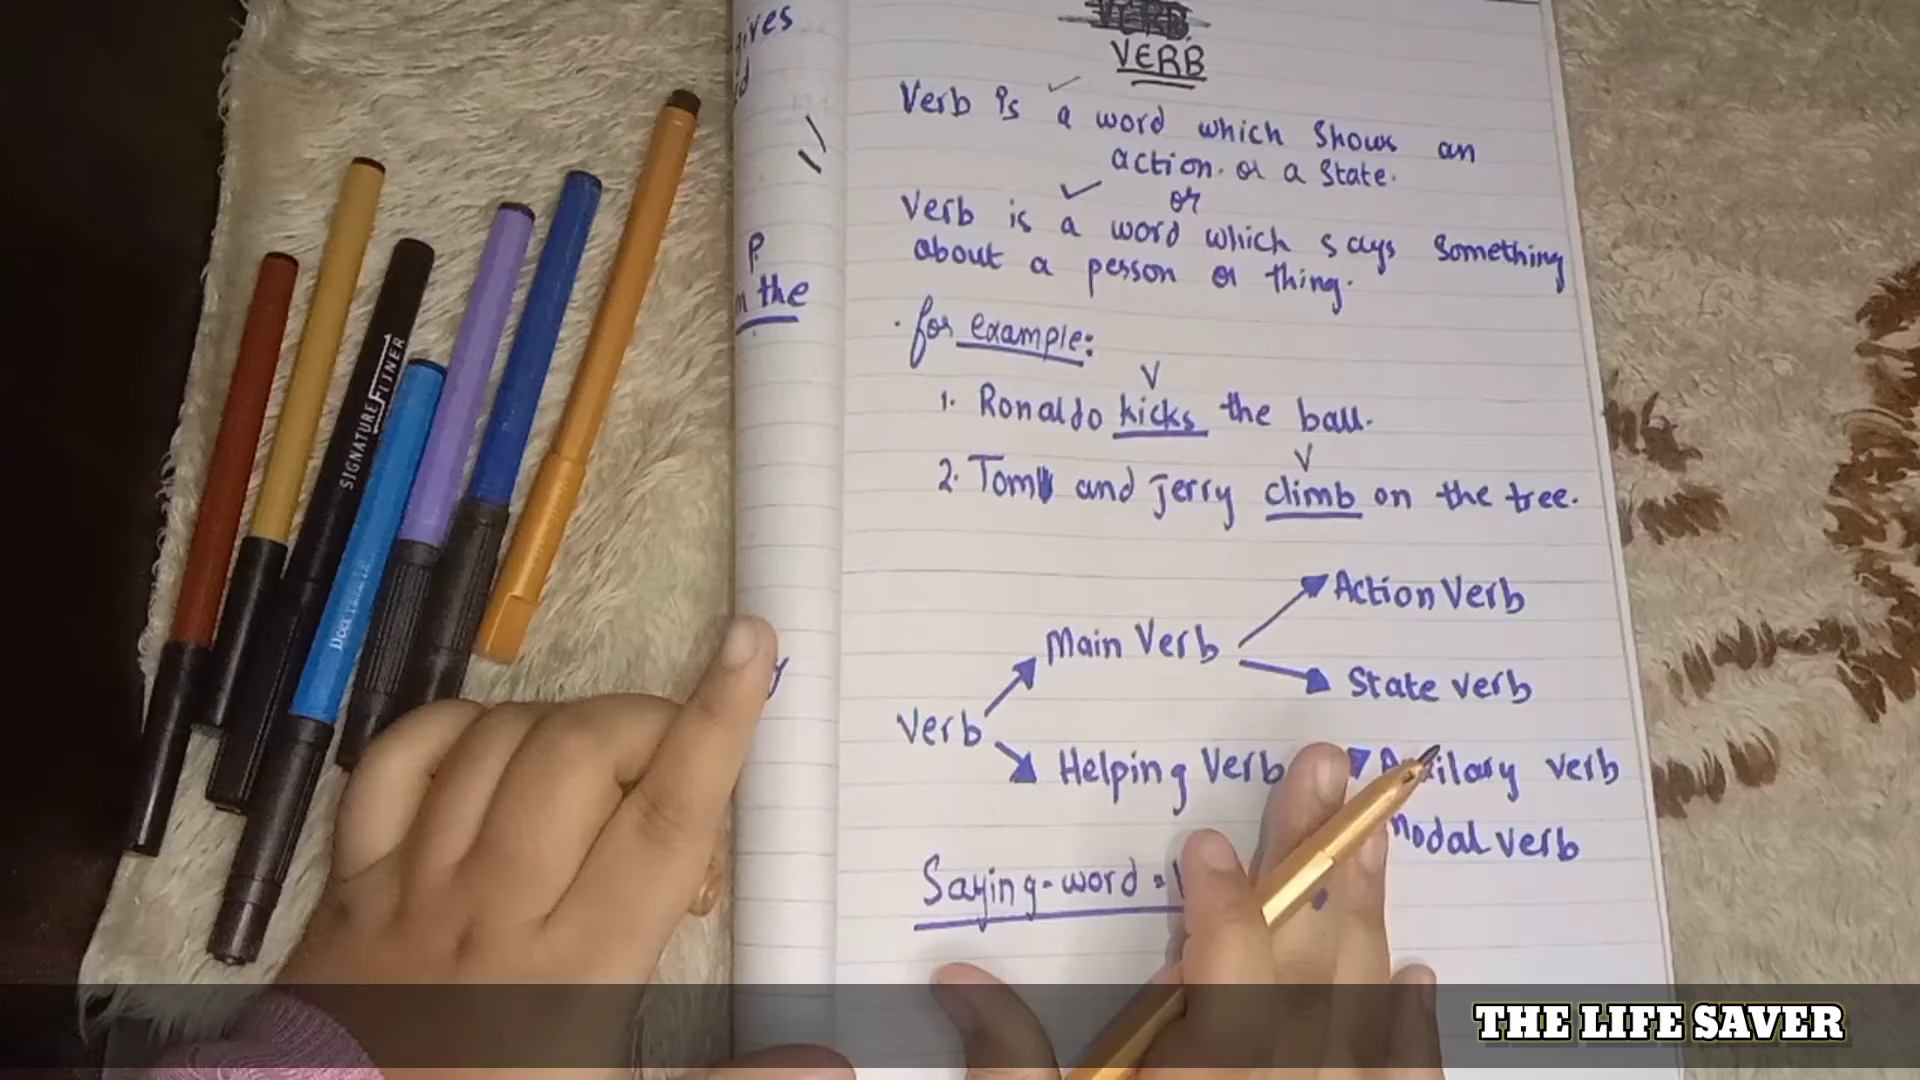 VERB
Verb is a word which shows an
action. or a state.
or
Verb is a word which says something
about a person or thing.
for example:
V
1. Ronaldo kicks the ball.
V
2. Tom and Jerry climb on the tree.
Action Verb
Main Verb
State verb
Verb
Helping Verb
verb
modal verb
Saying-word
the
P.
SIGNATURE FLINER
THE LIFE SAVER